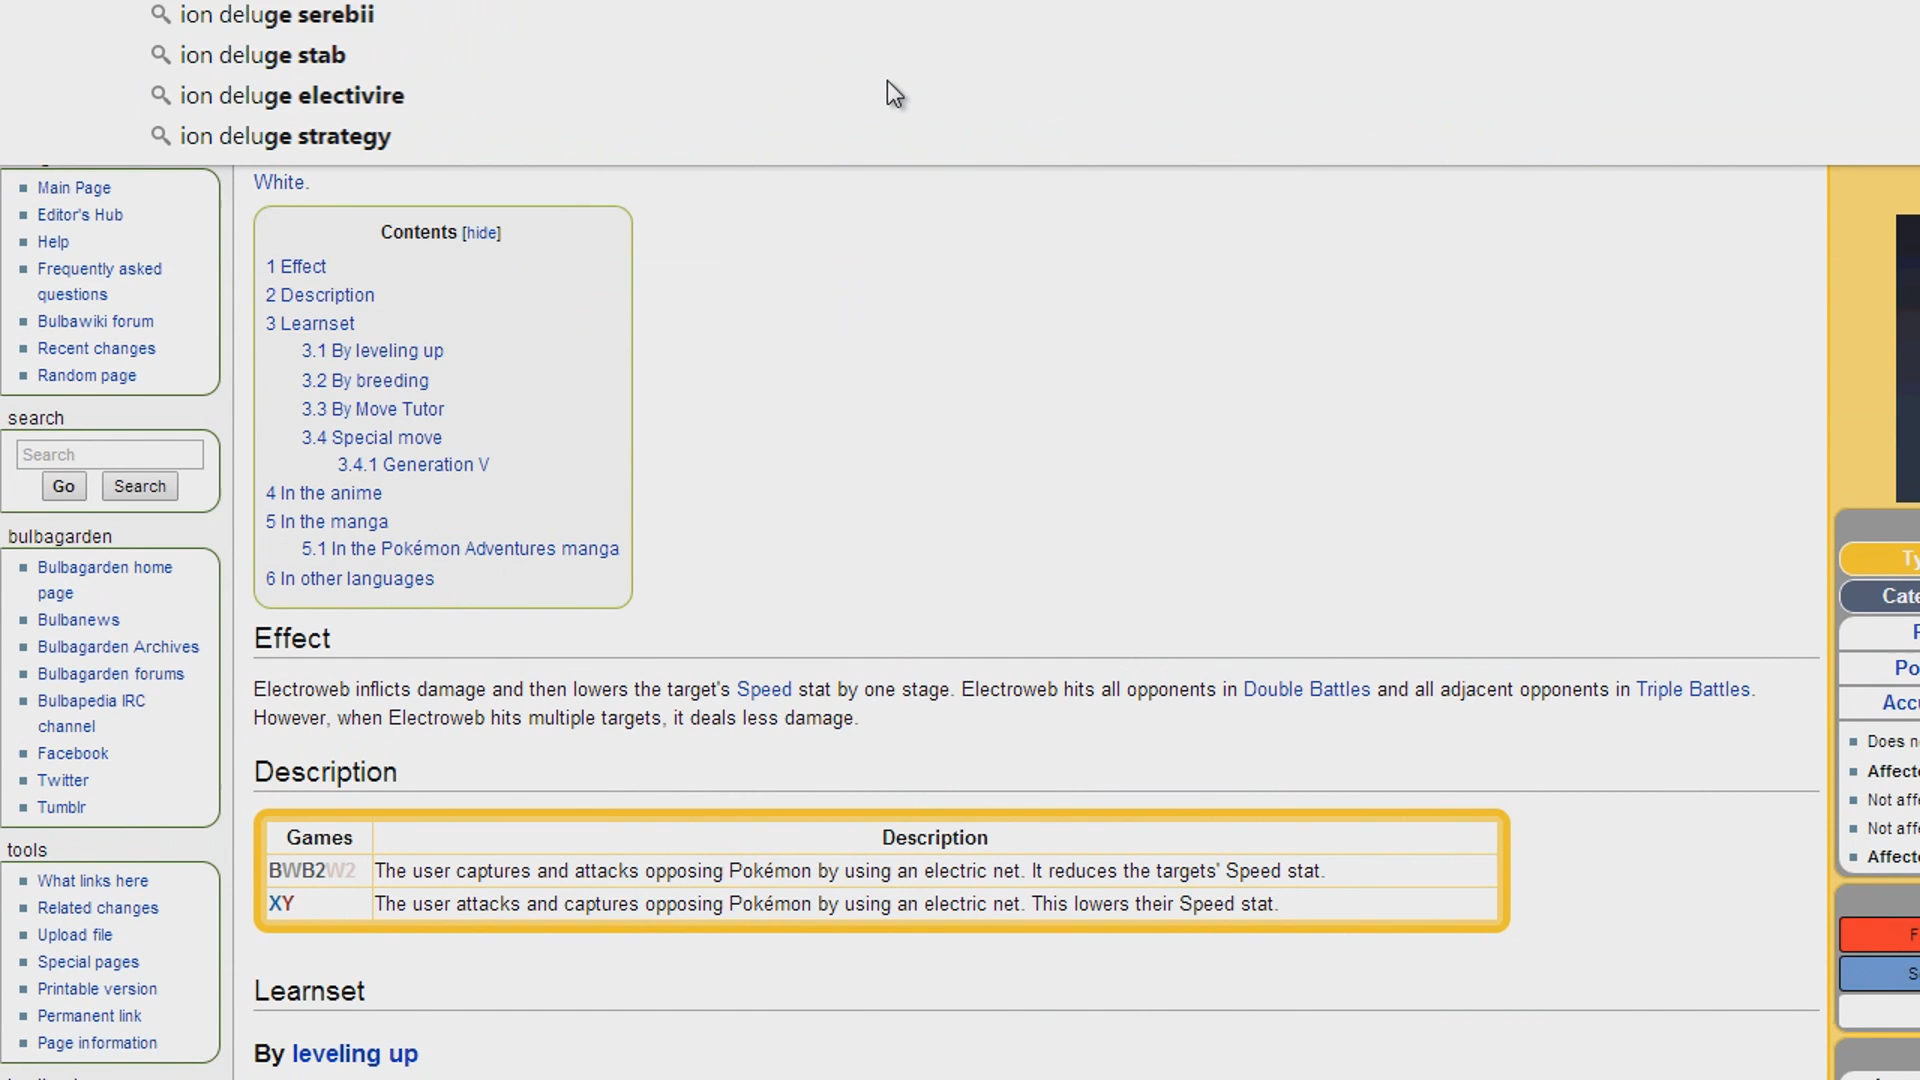 ion deluge serebii
ion deluge stab
ion deluge electivire
ion deluge strategy
Main Page
Editor's Hub
Help
Frequently asked
questions
Bulbawiki forum
Recent changes
Random page
search
Search
Go Search
bulbagarden
Bulbagarden home
page
Bulbanews
Bulbagarden Archives
Bulbagarden forums
Bulbapedia IRC
channel
Facebook
Twitter
Tumblr
tools
What links here
Related changes
Upload file
Special pages
Printable version
Permanent link
Page information
White.
Contents [hide]
1 Effect
2 Description
3 Learnset
3.1 By leveling up
3.2 By breeding
3.3 By Move Tutor
3.4 Special move
3.4.1 Generation V
4 In the anime
5 In the manga
5.1 In the Pokémon Adventures manga
6 In other languages
Effect
Electroweb inflicts damage and then lowers the target's Speed stat by one stage. Electroweb hits all opponents in Double Battles and all adjacent opponents in Triple Battles.
However, when Electroweb hits multiple targets, it deals less damage.
Description
Games Description
BWB2W2 The user captures and attacks opposing Pokémon by using an electric net. It reduces the targets' Speed stat.
XY The user attacks and captures opposing Pokémon by using an electric net. This lowers their Speed stat.
Learnset
By leveling up
Ty
Cate
P
Po
Accu
Does n
Affecte
Not affe
Not affe
Affecte
F
S